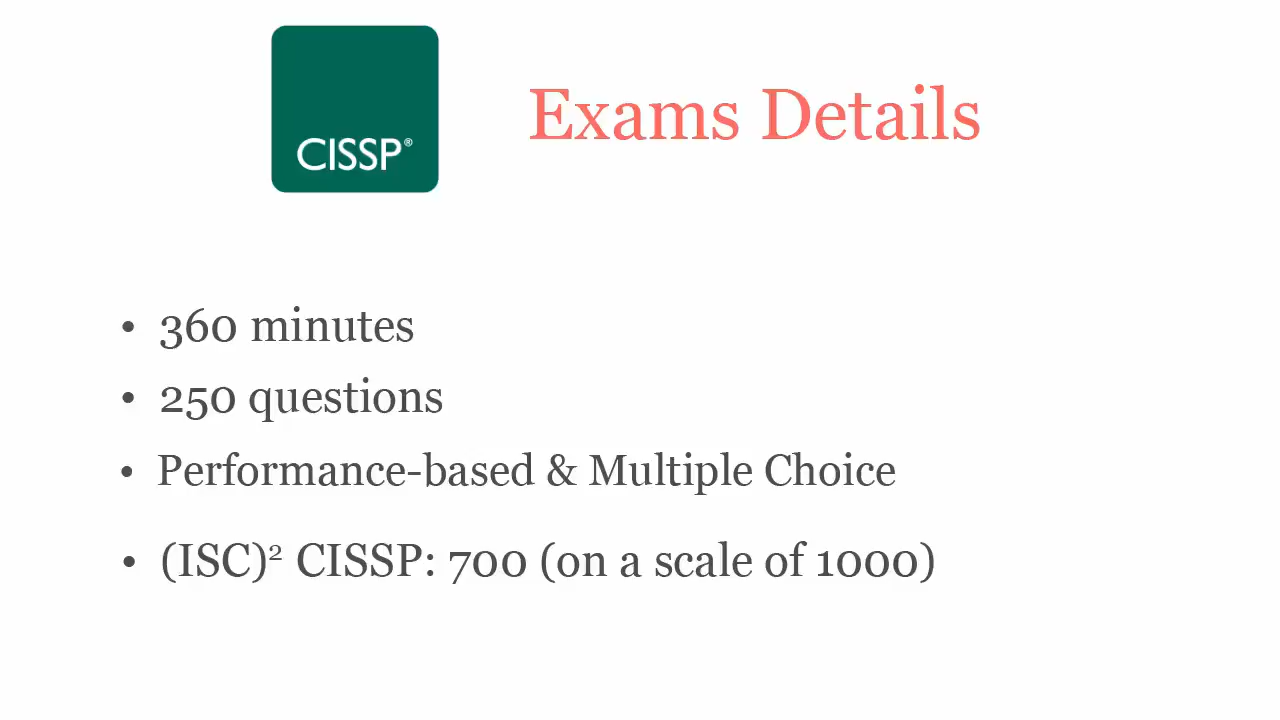 CISSP®
Exams Details
• 360 minutes
• 250 questions
• Performance-based & Multiple Choice
• (ISC)² CISSP: 700 (on a scale of 1000)